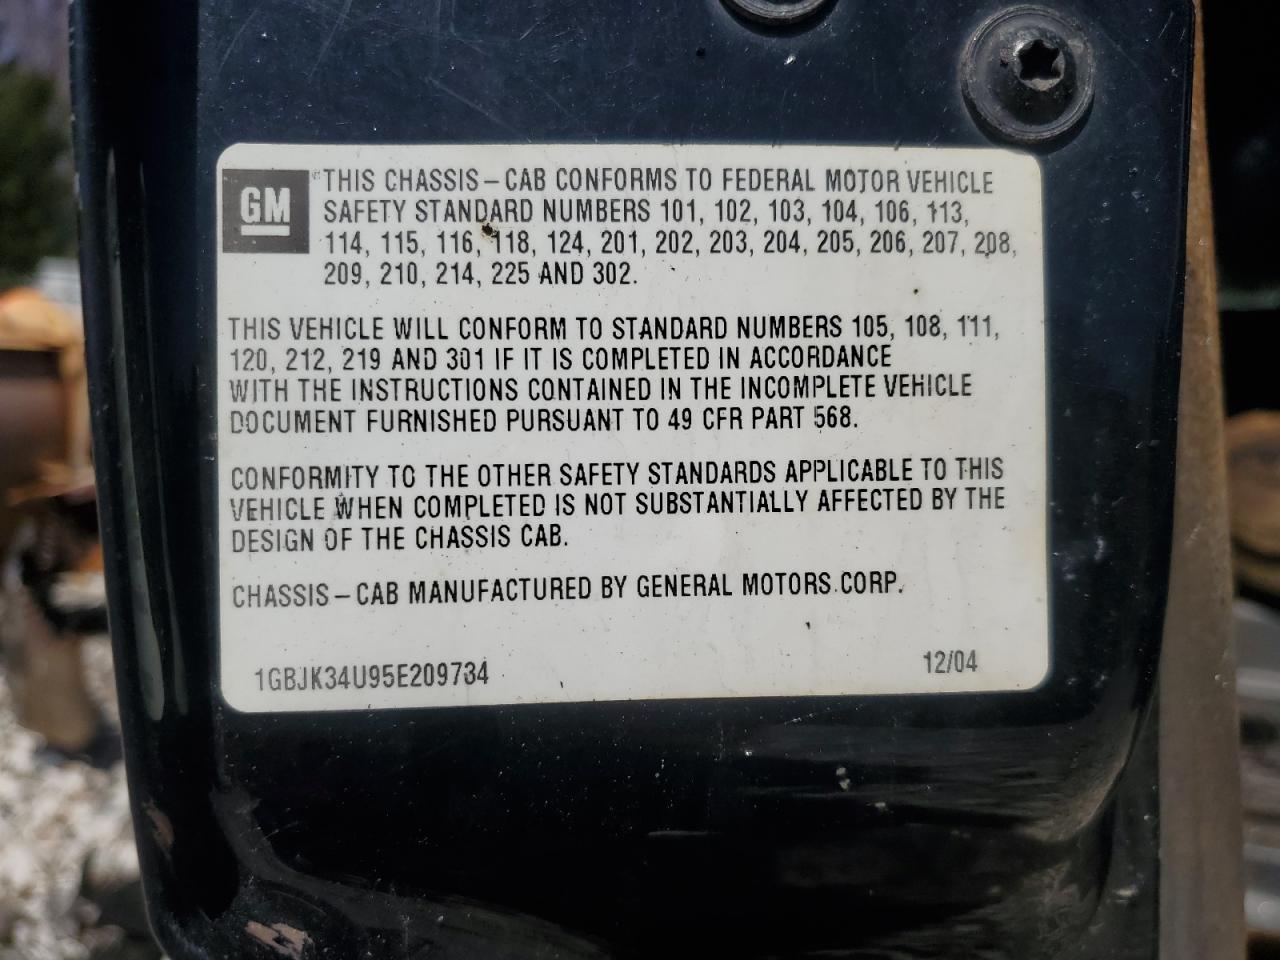 GM
THIS CHASSIS-CAB CONFORMS TO FEDERAL MOTOR VEHICLE
SAFETY STANDARD NUMBERS 101, 102, 103, 104, 106, 113,
114, 115, 116, 118, 124, 201, 202, 203, 204, 205, 206, 207, 208,
209, 210, 214, 225 AND 302.
THIS VEHICLE WILL CONFORM TO STANDARD NUMBERS 105, 108, 111,
120, 212, 219 AND 301 IF IT IS COMPLETED IN ACCORDANCE
WITH THE INSTRUCTIONS CONTAINED IN THE INCOMPLETE VEHICLE
DOCUMENT FURNISHED PURSUANT TO 49 CFR PART 568.
CONFORMITY TO THE OTHER SAFETY STANDARDS APPLICABLE TO THIS
VEHICLE WHEN COMPLETED IS NOT SUBSTANTIALLY AFFECTED BY THE
DESIGN OF THE CHASSIS CAB.
CHASSIS-CAB MANUFACTURED BY GENERAL MOTORS CORP.
1GBJK34U95E209734
12/04